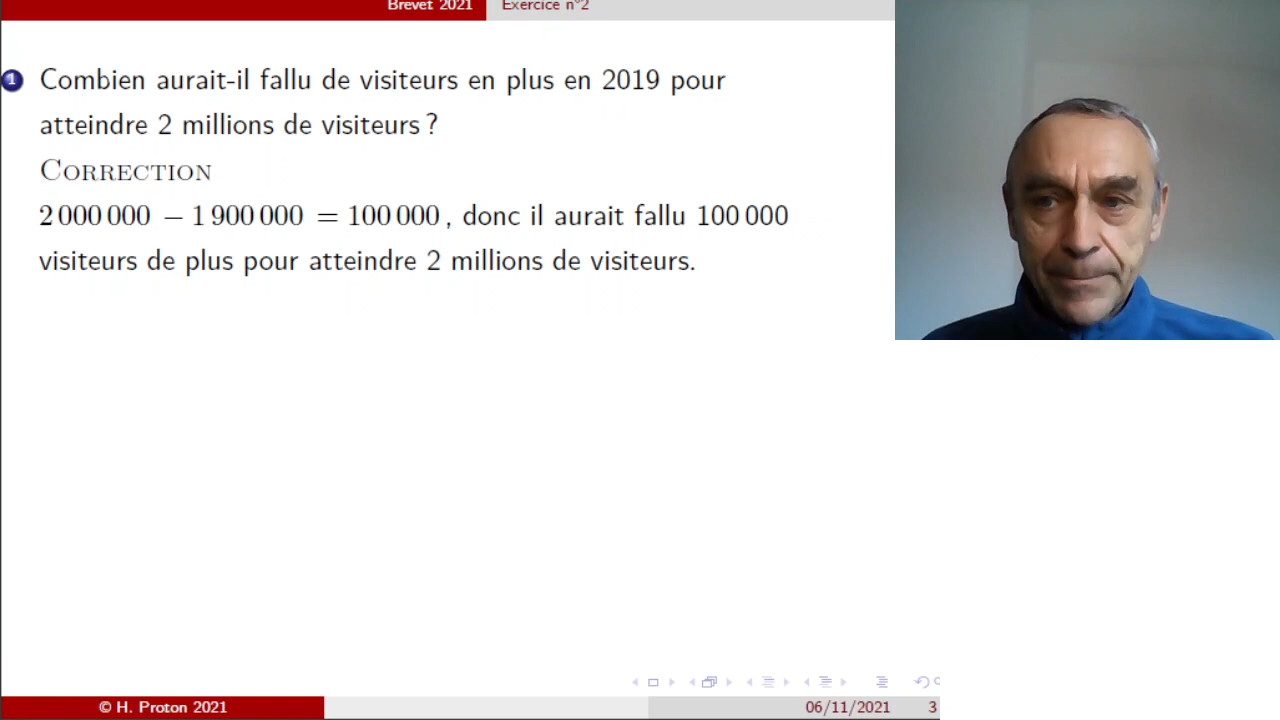 Brevet 2021 Exercice n°2
1 Combien aurait-il fallu de visiteurs en plus en 2019 pour
atteindre 2 millions de visiteurs ?
CORRECTION
2 000 000 − 1 900 000 = 100 000 , donc il aurait fallu 100 000
visiteurs de plus pour atteindre 2 millions de visiteurs.
© H. Proton 2021 06/11/2021 3